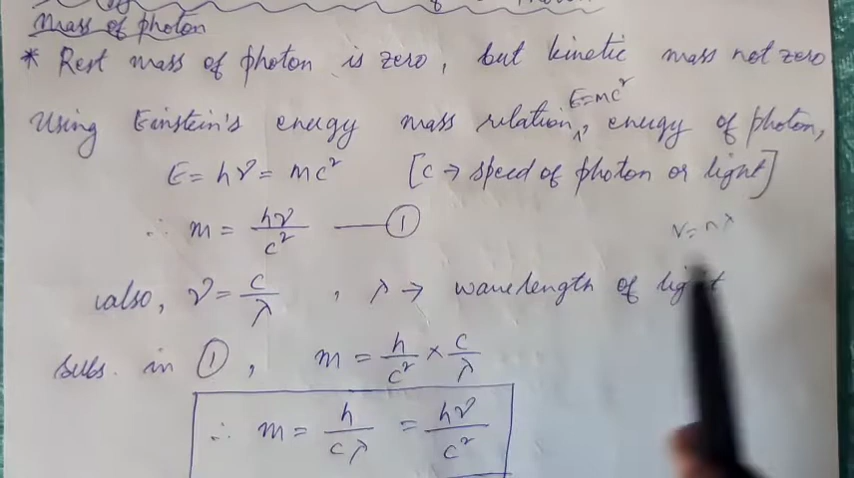 Mass of photon
* Rest mass of photon is zero, but kinetic mass not zero
Using Einstein's energy mass relation, E=mc², energy of photon,
E = hν = mc² [c → speed of photon or light]
∴ m = hν/c² —— ①
v=nλ
also, ν = c/λ , λ → wavelength of light
subs. in ①, m = h/c² × c/λ
∴ m = h/cλ = hν/c²